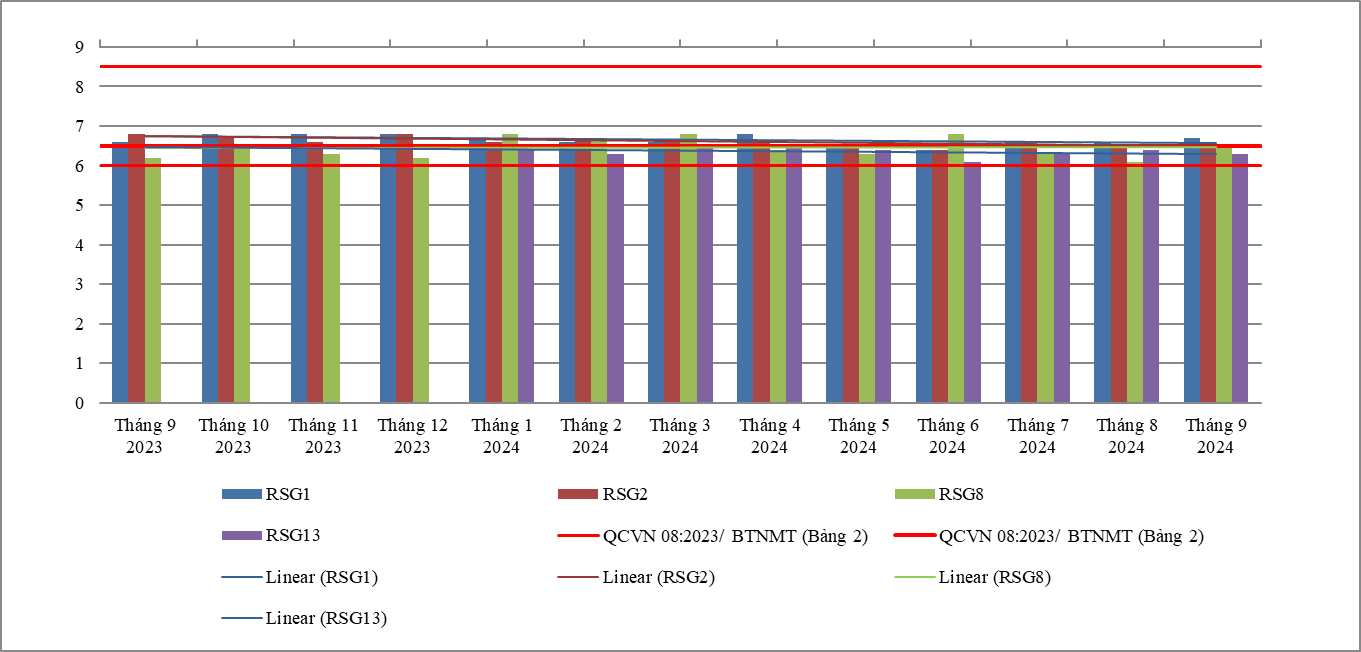 9
8
7
6
5
4
3
2
1
0
Tháng 9 2023
Tháng 10 2023
Tháng 11 2023
Tháng 12 2023
Tháng 1 2024
Tháng 2 2024
Tháng 3 2024
Tháng 4 2024
Tháng 5 2024
Tháng 6 2024
Tháng 7 2024
Tháng 8 2024
Tháng 9 2024
RSG1
RSG2
RSG8
RSG13
QCVN 08:2023/ BTNMT (Bảng 2)
QCVN 08:2023/ BTNMT (Bảng 2)
Linear (RSG1)
Linear (RSG2)
Linear (RSG8)
Linear (RSG13)